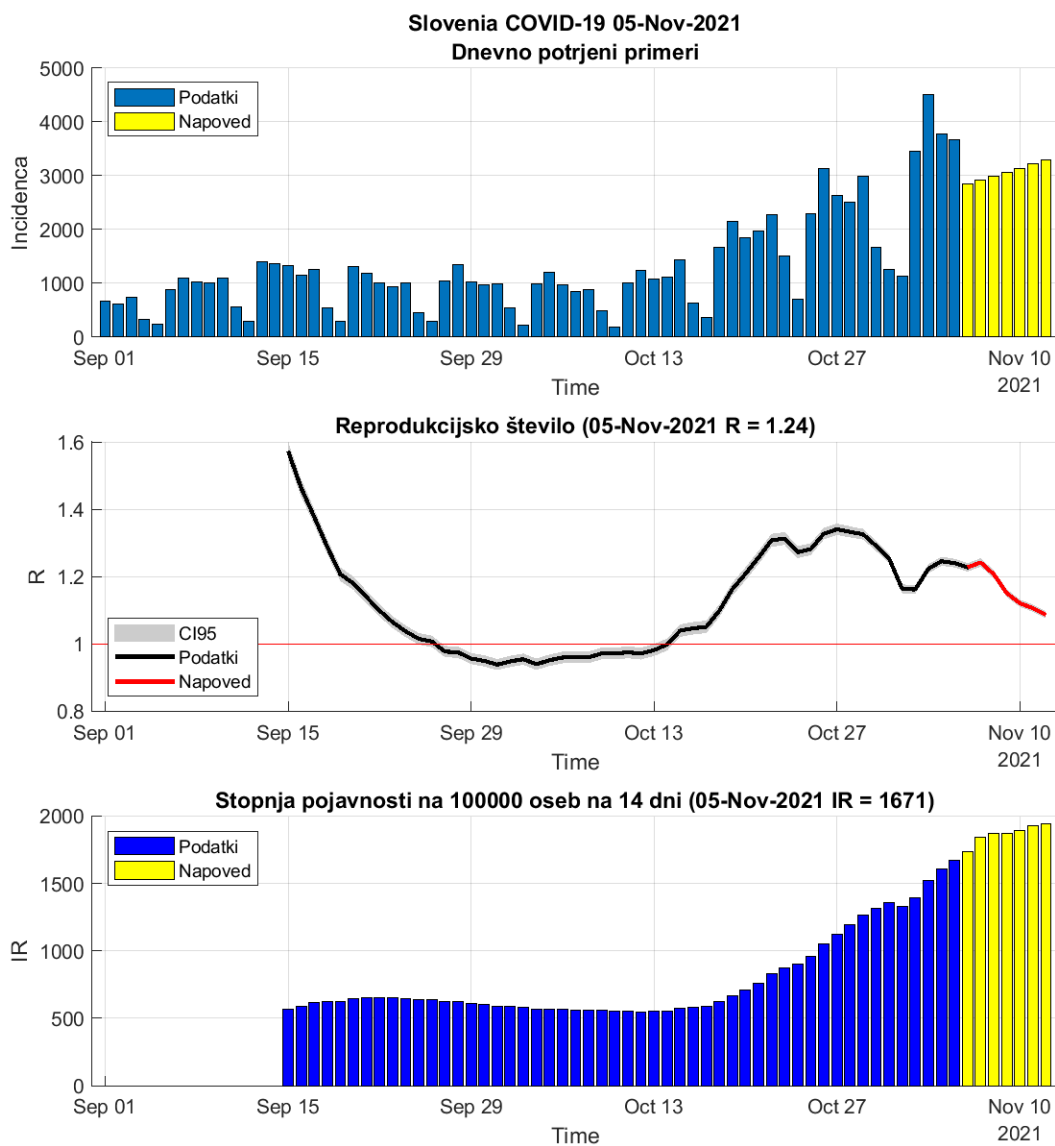 Slovenia COVID-19 05-Nov-2021
Dnevno potrjeni primeri
5000
4000
3000
2000
1000
0
Incidenca
Podatki
Napoved
Sep 01
Sep 15
Sep 29
Oct 13
Oct 27
Nov 10
2021
Time
Reprodukcijsko število (05-Nov-2021 R = 1.24)
1.6
1.4
1.2
1
0.8
R
CI95
Podatki
Napoved
Sep 01
Sep 15
Sep 29
Oct 13
Oct 27
Nov 10
2021
Time
Stopnja pojavnosti na 100000 oseb na 14 dni (05-Nov-2021 IR = 1671)
2000
1500
1000
500
0
IR
Podatki
Napoved
Sep 01
Sep 15
Sep 29
Oct 13
Oct 27
Nov 10
2021
Time